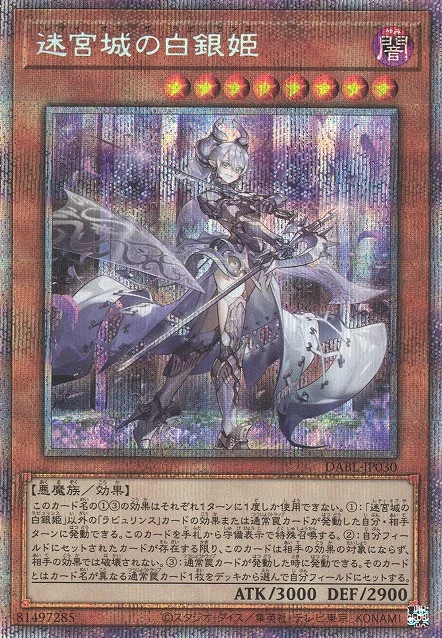 迷宮城の白銀姫
闇
DABL-JP030
【悪魔族/効果】
このカード名の①③の効果はそれぞれ1ターンに1度しか使用できない。①:「迷宮城の
白銀姫」以外の「ラビュリンス」カードの効果または通常罠カードが発動した自分・相手
ターンに発動できる。このカードを手札から守備表示で特殊召喚する。②:自分フィ
ールドにセットされたカードが存在する限り、このカードは相手の効果の対象にならず、
相手の効果では破壊されない。③:通常罠カードが発動した時に発動できる。そのカード
とはカード名が異なる通常罠カード1枚をデッキから選んで自分フィールドにセットする。
ATK/3000 DEF/2900
81497285
©スタジオ・ダイス/集英社・テレビ東京・KONAMI